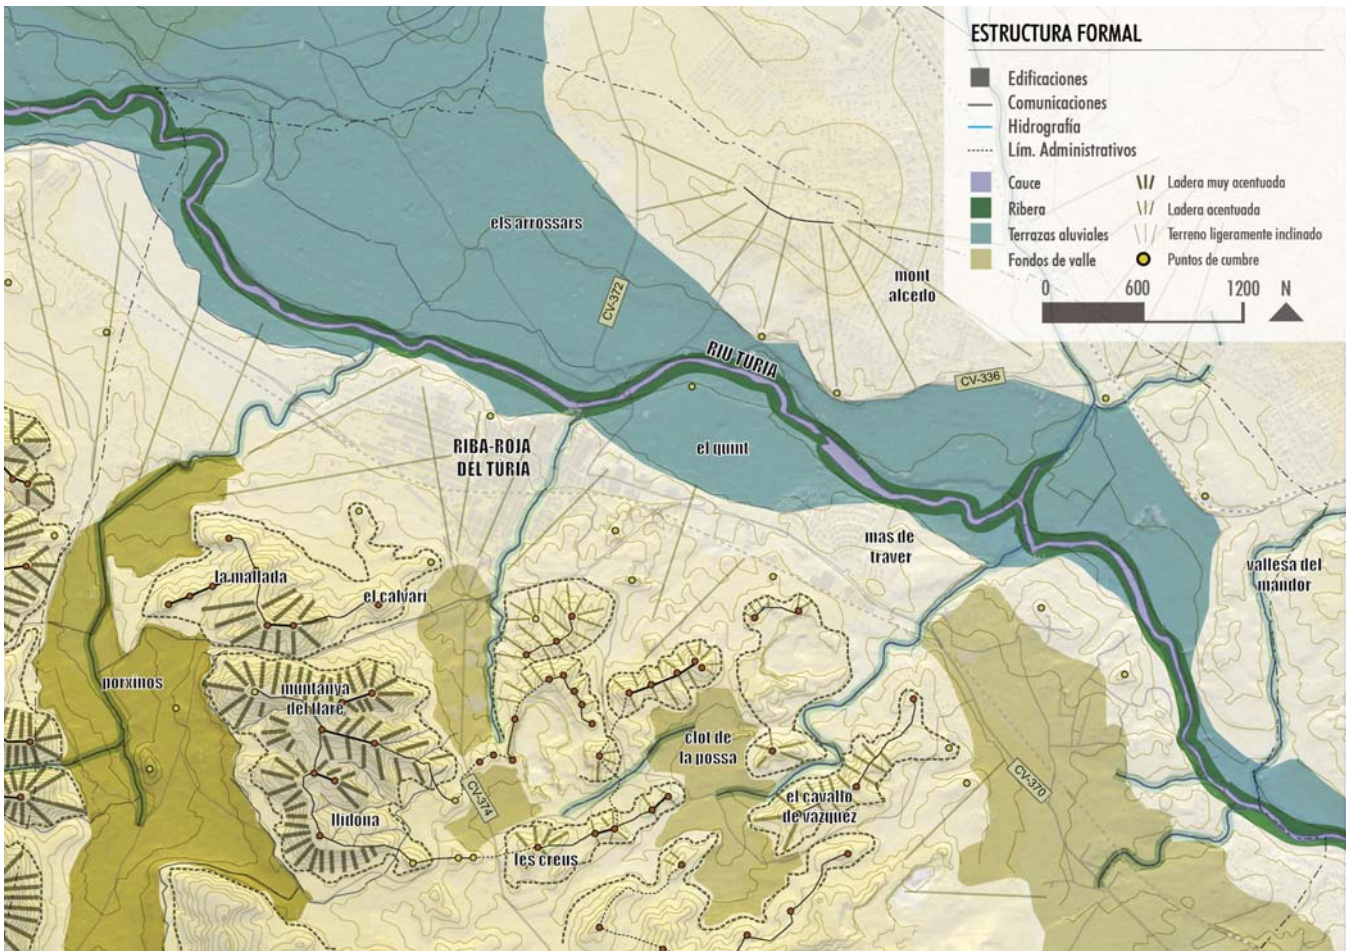 ESTRUCTURA FORMAL
Edificaciones
Comunicaciones
Hidrografía
Lím. Administrativos
Cauce
Ribera
Terrazas aluviales
Fondos de valle
Ladera muy acentuada
Ladera acentuada
Terreno ligeramente inclinado
Puntos de cumbre
0 600 1200 N
els arrossars
mont
alcedo
CV-372
RIU TÚRIA
CV-336
RIBA-ROJA
DEL TURIA
el quint
mas de
traver
vallesa del
mandor
la mallada
el calvari
porxinos
muntanya
del llaré
clot de
la possa
llidona
CV-374
el cavallo
de vazquez
CV-370
les creus